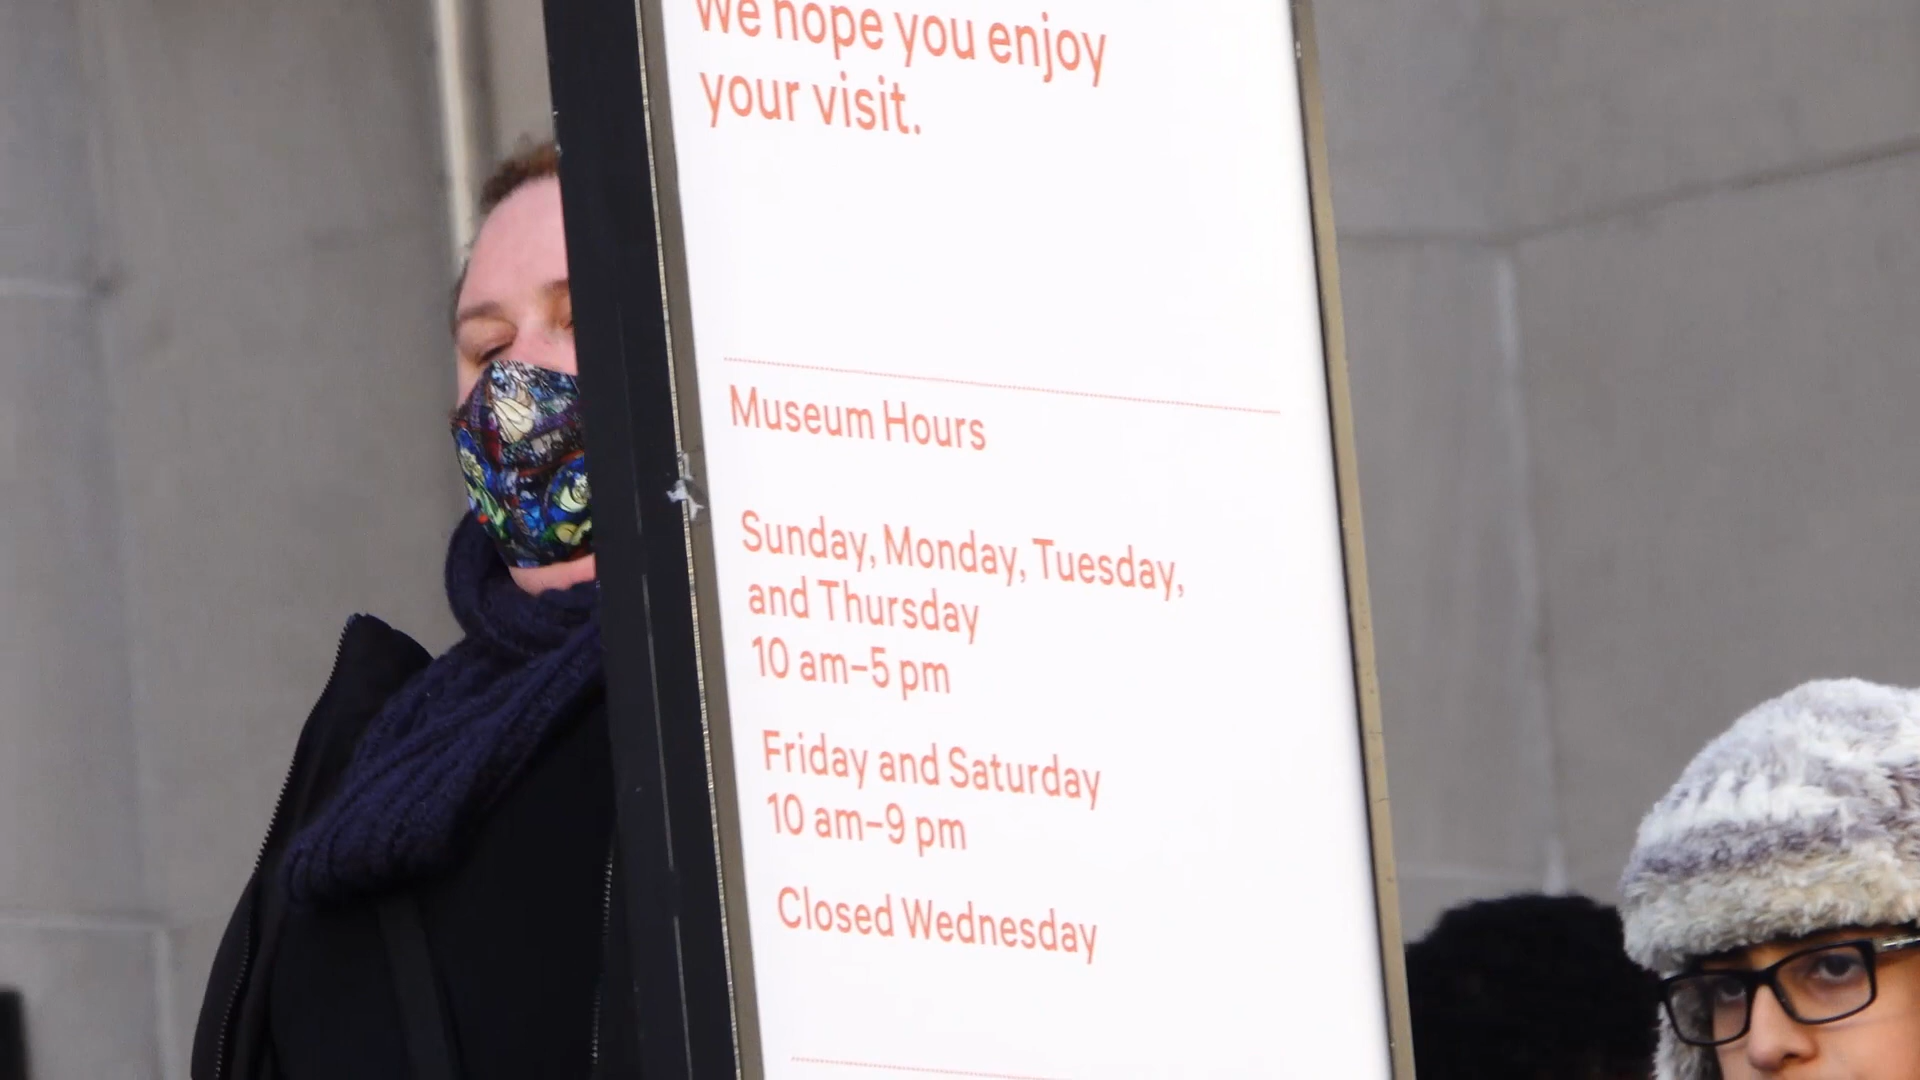 We hope you enjoy
your visit.
Museum Hours
Sunday, Monday, Tuesday,
and Thursday
10 am–5 pm
Friday and Saturday
10 am–9 pm
Closed Wednesday